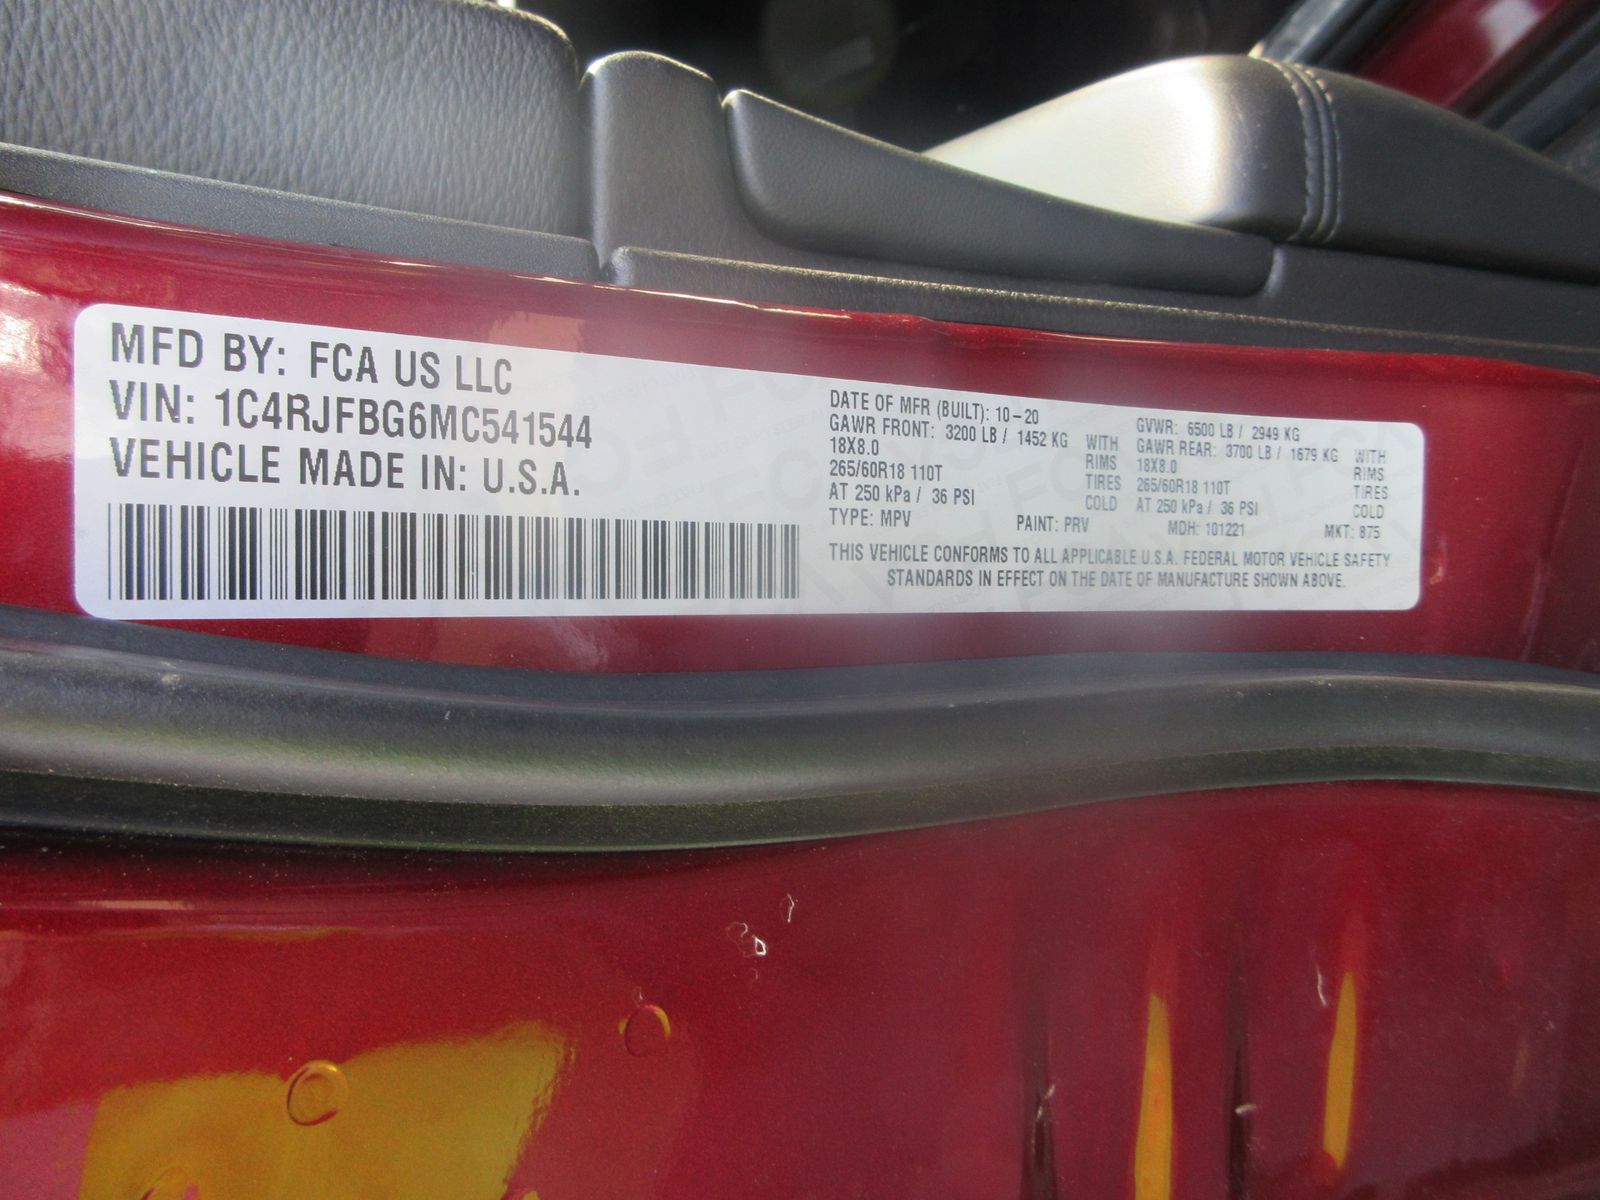 MFD BY: FCA US LLC
VIN: 1C4RJFBG6MC541544
VEHICLE MADE IN: U.S.A.
DATE OF MFR (BUILT): 10-20
GAWR FRONT: 3200 LB / 1452 KG WITH
18X8.0 RIMS
265/60R18 110T TIRES
AT 250 kPa / 36 PSI COLD
TYPE: MPV PAINT: PRV
GVWR: 6500 LB / 2949 KG
GAWR REAR: 3700 LB / 1679 KG WITH
18X8.0 RIMS
265/60R18 110T TIRES
AT 250 kPa / 36 PSI COLD
MDH: 101221 MKT: 875
THIS VEHICLE CONFORMS TO ALL APPLICABLE U.S.A. FEDERAL MOTOR VEHICLE SAFETY
STANDARDS IN EFFECT ON THE DATE OF MANUFACTURE SHOWN ABOVE.